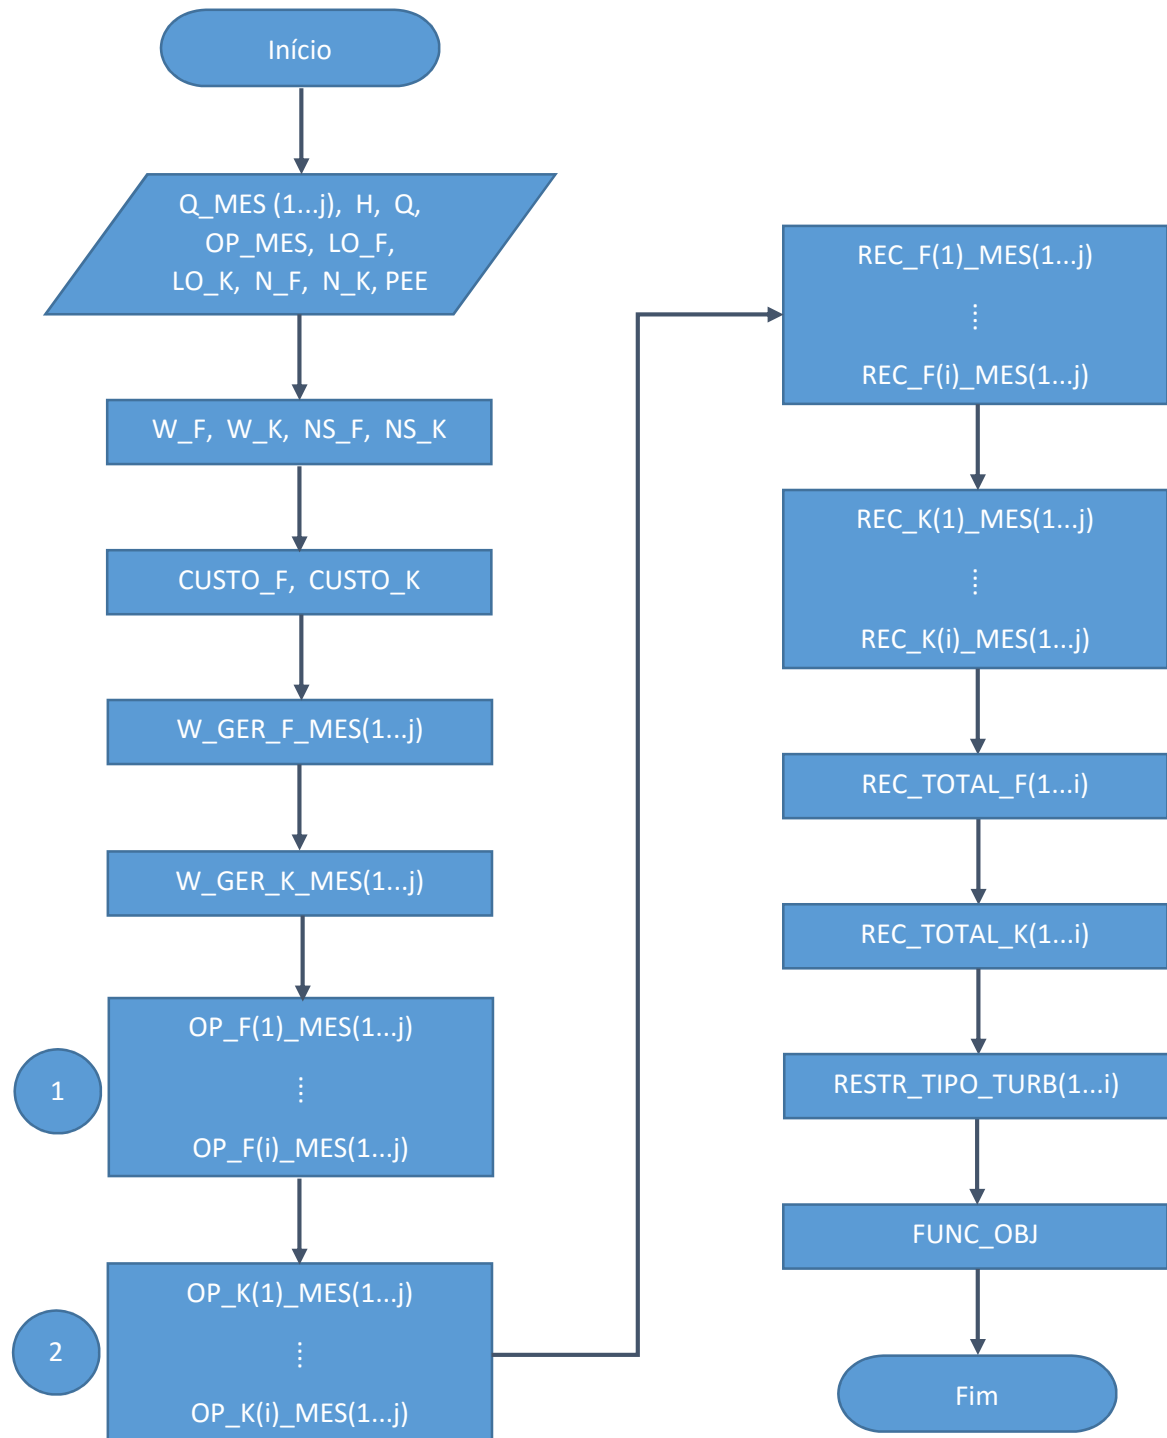 Início
Q_MES (1...j), H, Q,
OP_MES, LO_F,
LO_K, N_F, N_K, PEE
W_F, W_K, NS_F, NS_K
CUSTO_F, CUSTO_K
W_GER_F_MES(1...j)
W_GER_K_MES(1...j)
1
OP_F(1)_MES(1...j)
⋮
OP_F(i)_MES(1...j)
2
OP_K(1)_MES(1...j)
⋮
OP_K(i)_MES(1...j)
REC_F(1)_MES(1...j)
⋮
REC_F(i)_MES(1...j)
REC_K(1)_MES(1...j)
⋮
REC_K(i)_MES(1...j)
REC_TOTAL_F(1...i)
REC_TOTAL_K(1...i)
RESTR_TIPO_TURB(1...i)
FUNC_OBJ
Fim